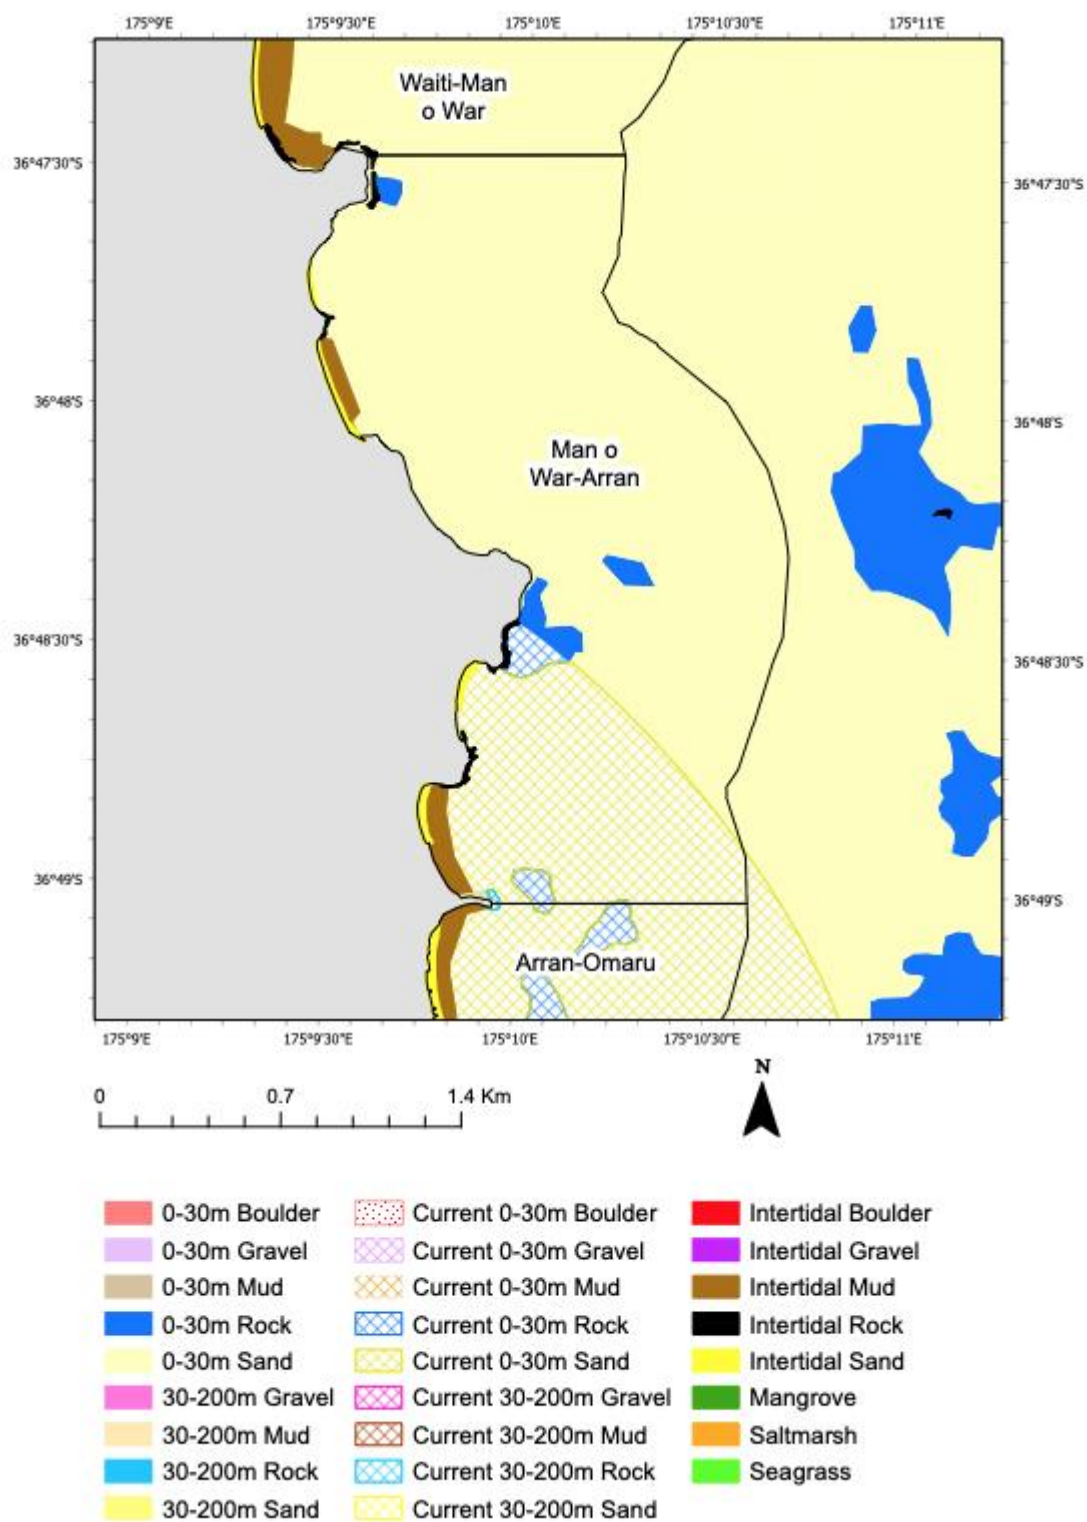 175°9'E 175°9'30"E 175°10'E 175°10'30"E 175°11'E
Waiti-Man
o War
36°47'30"S
36°47'30"S
36°48'S
36°48'S
Man o
War-Arran
36°48'30"S
36°48'30"S
36°49'S
36°49'S
Arran-Omaru
175°9'E 175°9'30"E 175°10'E 175°10'30"E 175°11'E
N
0 0.7 1.4 Km
0-30m Boulder Current 0-30m Boulder Intertidal Boulder
0-30m Gravel Current 0-30m Gravel Intertidal Gravel
0-30m Mud Current 0-30m Mud Intertidal Mud
0-30m Rock Current 0-30m Rock Intertidal Rock
0-30m Sand Current 0-30m Sand Intertidal Sand
30-200m Gravel Current 30-200m Gravel Mangrove
30-200m Mud Current 30-200m Mud Saltmarsh
30-200m Rock Current 30-200m Rock Seagrass
30-200m Sand Current 30-200m Sand